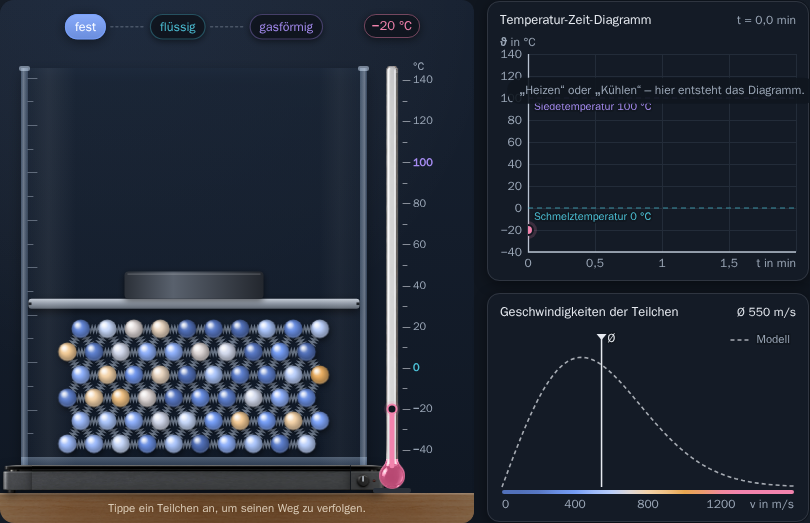 fest
flüssig
gasförmig
−20 °C
°C
140
120
100
80
60
40
20
0
−20
−40
Tippe ein Teilchen an, um seinen Weg zu verfolgen.
Temperatur-Zeit-Diagramm
t = 0,0 min
ϑ in °C
140
120
„Heizen“ oder „Kühlen“ – hier entsteht das Diagramm.
Siedetemperatur 100 °C
80
60
40
20
0
Schmelztemperatur 0 °C
−20
−40
0
0,5
1
1,5
t in min
Geschwindigkeiten der Teilchen
Ø 550 m/s
Ø
Modell
0
400
800
1200
v in m/s